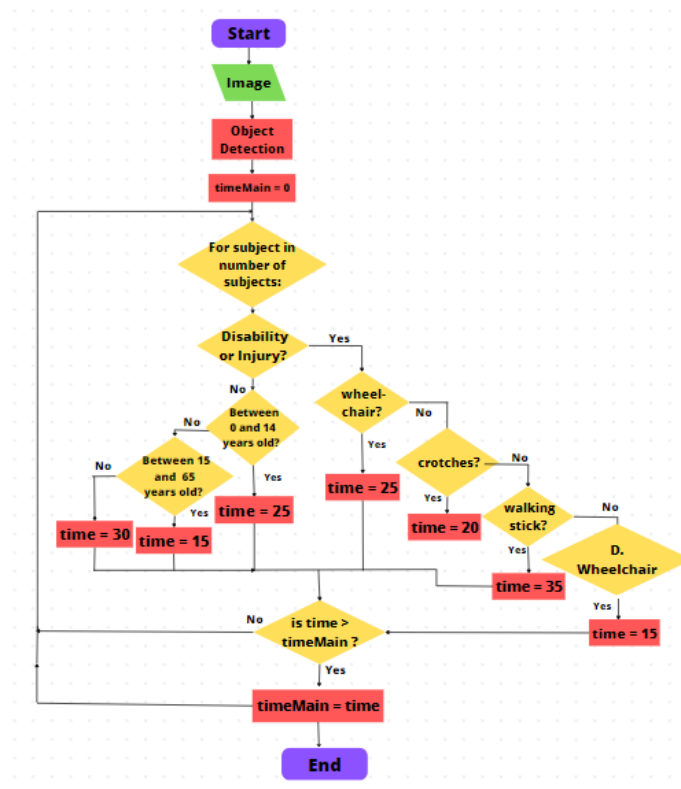 Start
Image
Object
Detection
timeMain = 0
For subject in
number of
subjects:
Disability
or Injury?
Yes
No
wheel-
chair?
No
Between
0 and 14
years old?
No
Yes
crotches?
No
Between 15
and 65
years old?
No
Yes
Yes
time = 25
Yes
walking
stick?
No
time = 25
Yes
time = 20
time = 30
time = 15
Yes
D.
Wheelchair
time = 35
Yes
No
is time >
timeMain ?
time = 15
Yes
timeMain = time
End